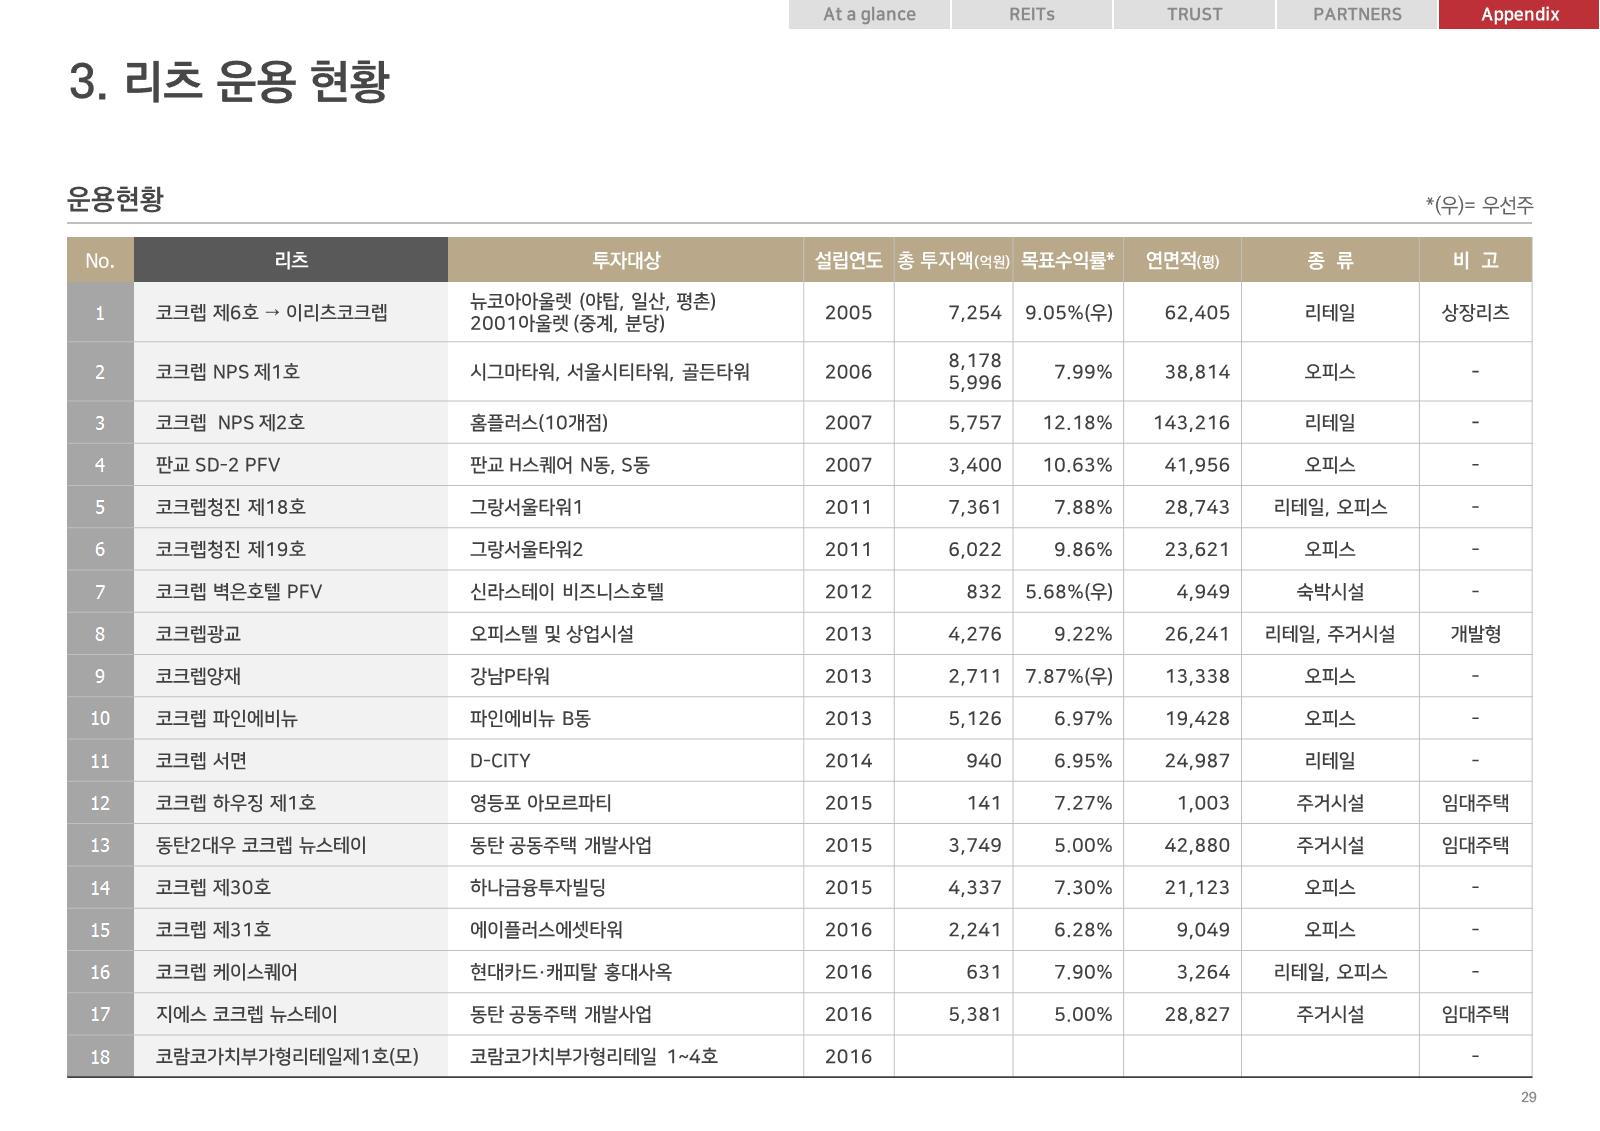 At a glance REITs TRUST PARTNERS Appendix
3. 리츠 운용 현황
운용현황 *(우)= 우선주
No. 리츠 투자대상 설립연도 총 투자액(억원) 목표수익률* 연면적(평) 종 류 비 고
1 코크렙 제6호 → 이리츠코크렙 뉴코아아울렛 (야탑, 일산, 평촌) 2005 7,254 9.05%(우) 62,405 리테일 상장리츠
2001아울렛 (중계, 분당)
2 코크렙 NPS 제1호 시그마타워, 서울시티타워, 골든타워 2006 8,178 7.99% 38,814 오피스 -
5,996
3 코크렙 NPS 제2호 홈플러스(10개점) 2007 5,757 12.18% 143,216 리테일 -
4 판교 SD-2 PFV 판교 H스퀘어 N동, S동 2007 3,400 10.63% 41,956 오피스 -
5 코크렙청진 제18호 그랑서울타워1 2011 7,361 7.88% 28,743 리테일, 오피스 -
6 코크렙청진 제19호 그랑서울타워2 2011 6,022 9.86% 23,621 오피스 -
7 코크렙 벽은호텔 PFV 신라스테이 비즈니스호텔 2012 832 5.68%(우) 4,949 숙박시설 -
8 코크렙광교 오피스텔 및 상업시설 2013 4,276 9.22% 26,241 리테일, 주거시설 개발형
9 코크렙양재 강남P타워 2013 2,711 7.87%(우) 13,338 오피스 -
10 코크렙 파인에비뉴 파인에비뉴 B동 2013 5,126 6.97% 19,428 오피스 -
11 코크렙 서면 D-CITY 2014 940 6.95% 24,987 리테일 -
12 코크렙 하우징 제1호 영등포 아모르파티 2015 141 7.27% 1,003 주거시설 임대주택
13 동탄2대우 코크렙 뉴스테이 동탄 공동주택 개발사업 2015 3,749 5.00% 42,880 주거시설 임대주택
14 코크렙 제30호 하나금융투자빌딩 2015 4,337 7.30% 21,123 오피스 -
15 코크렙 제31호 에이플러스에셋타워 2016 2,241 6.28% 9,049 오피스 -
16 코크렙 케이스퀘어 현대카드·캐피탈 홍대사옥 2016 631 7.90% 3,264 리테일, 오피스 -
17 지에스 코크렙 뉴스테이 동탄 공동주택 개발사업 2016 5,381 5.00% 28,827 주거시설 임대주택
18 코람코가치부가형리테일제1호(모) 코람코가치부가형리테일 1~4호 2016 -
29